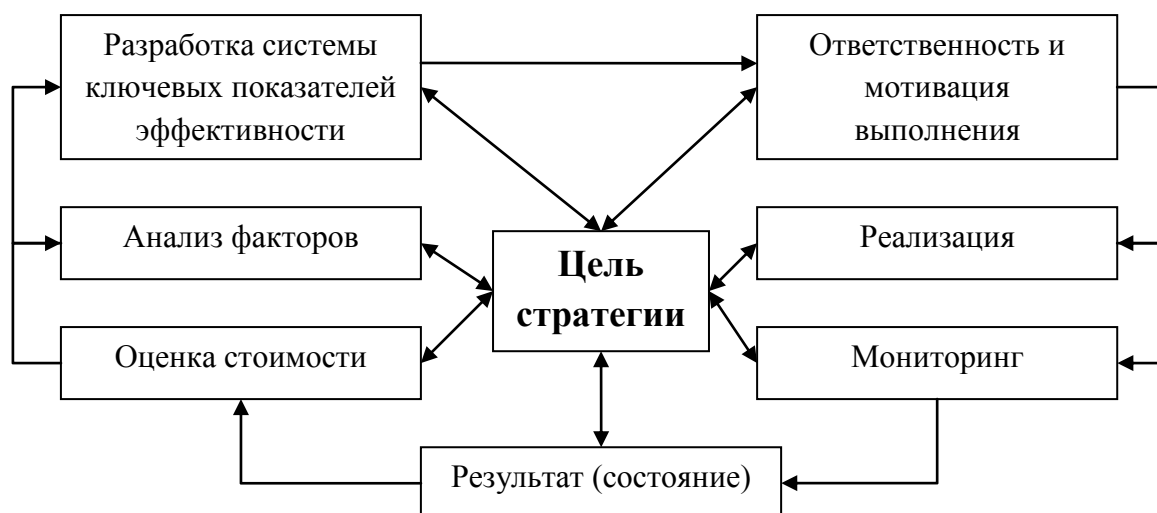 Разработка системы
ключевых показателей
эффективности
Ответственность и
мотивация
выполнения
Анализ факторов
Цель
стратегии
Реализация
Оценка стоимости
Мониторинг
Результат (состояние)